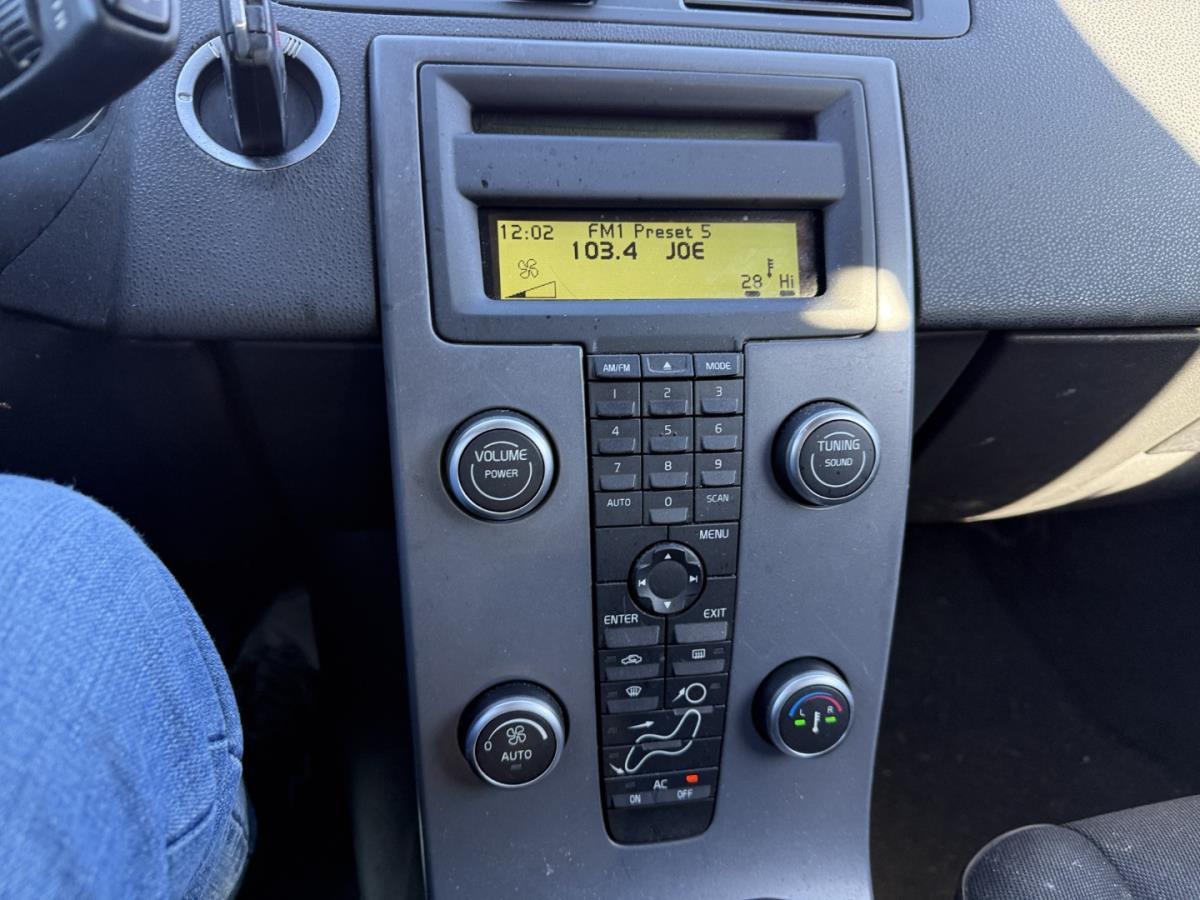 12:02 FM1 Preset 5
103.4 JOE
28 Hi
AM/FM MODE
1 2 3
4 5 6
7 8 9
AUTO 0 SCAN
VOLUME
POWER
TUNING
SOUND
MENU
ENTER EXIT
0
AUTO
L R
AC
ON OFF